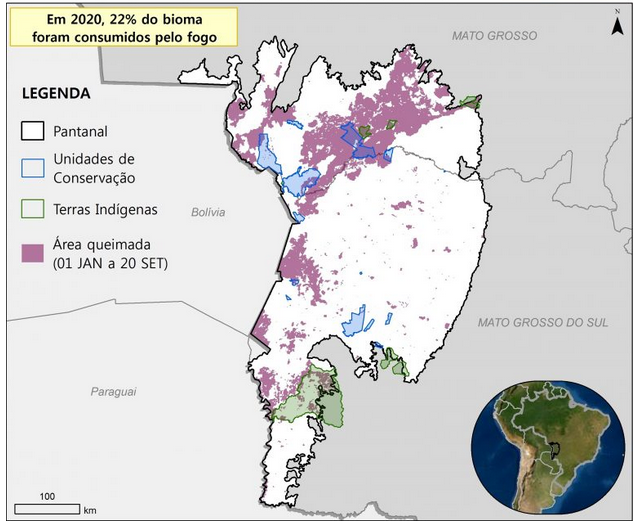 Em 2020, 22% do bioma
foram consumidos pelo fogo
MATO GROSSO
N
LEGENDA
Pantanal
Unidades de
Conservação
Terras Indígenas
Área queimada
(01 JAN a 20 SET)
Bolívia
MATO GROSSO DO SUL
Paraguai
100
km